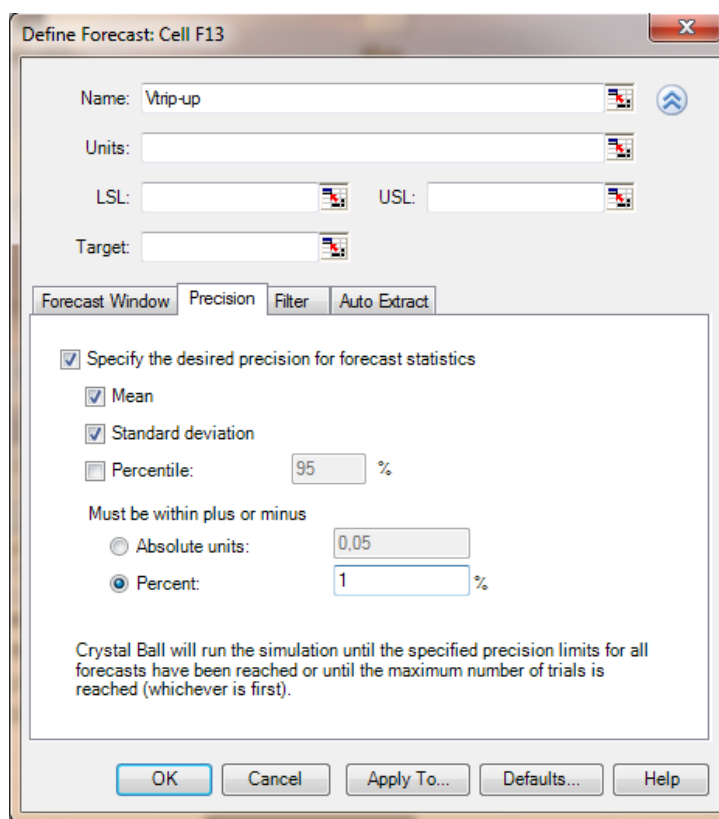 Define Forecast: Cell F13
Name: Vtrip-up
Units:
LSL: USL:
Target:
Forecast Window Precision Filter Auto Extract
Specify the desired precision for forecast statistics
Mean
Standard deviation
Percentile: 95 %
Must be within plus or minus
Absolute units: 0,05
Percent: 1 %
Crystal Ball will run the simulation until the specified precision limits for all
forecasts have been reached or until the maximum number of trials is
reached (whichever is first).
OK Cancel Apply To... Defaults... Help